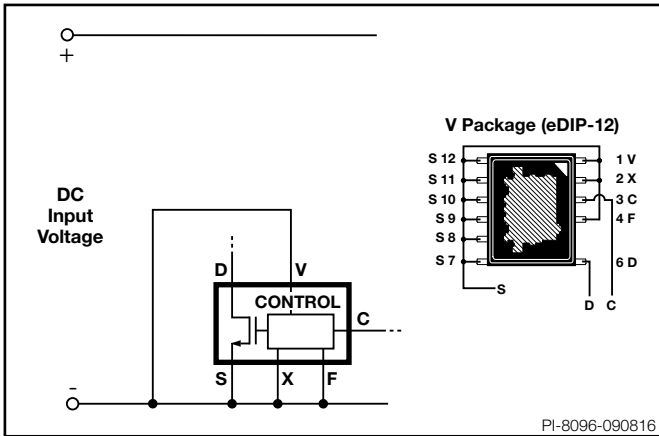 +
V Package (eDIP-12)
S 12
1 V
S 11
2 X
S 10
3 C
S 9
4 F
S 8
S 7
6 D
S
D
C
DC
Input
Voltage
D
V
CONTROL
C
S
X
F
-
PI-8096-090816